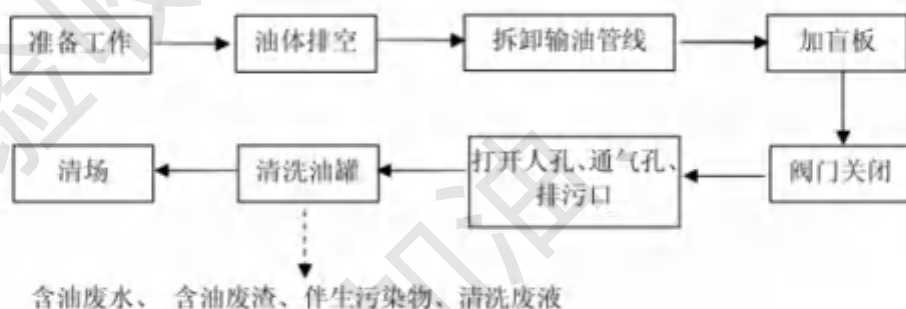 准备工作
油体排空
拆卸输油管线
加盲板
阀门关闭
打开人孔、通气孔、
排污口
清洗油罐
清场
含油废水、 含油废渣、伴生污染物、清洗废液